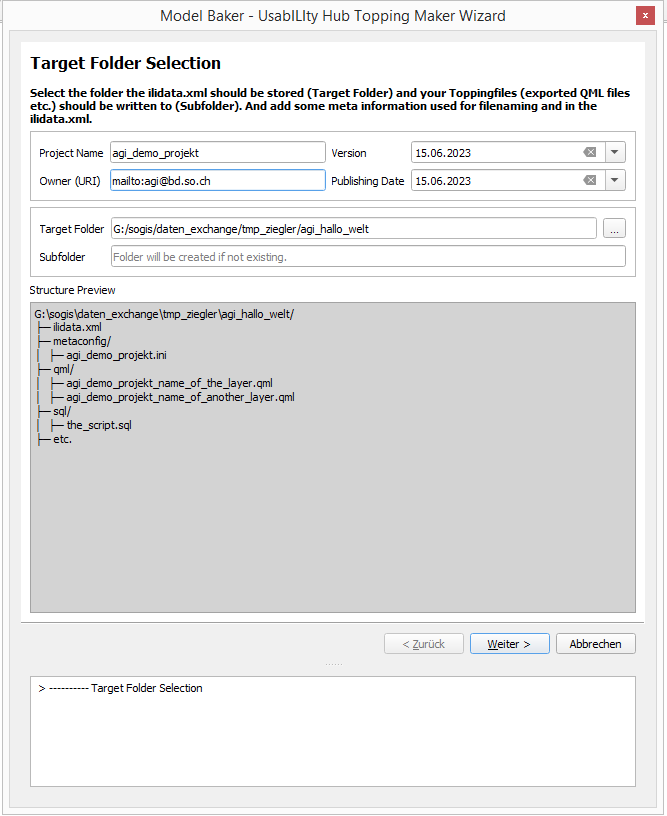 Model Baker - UsabILIty Hub Topping Maker Wizard
x
Target Folder Selection
Select the folder the ilidata.xml should be stored (Target Folder) and your Toppingfiles (exported QML files
etc.) should be written to (Subfolder). And add some meta information used for filenaming and in the
ilidata.xml.
Project Name agi_demo_projekt Version 15.06.2023
Owner (URI) mailto:agi@bd.so.ch Publishing Date 15.06.2023
Target Folder G:/sogis/daten_exchange/tmp_ziegler/agi_hallo_welt ...
Subfolder Folder will be created if not existing.
Structure Preview
G:\sogis\daten_exchange\tmp_ziegler\agi_hallo_welt/
├─ ilidata.xml
├─ metaconfig/
│ ├─ agi_demo_projekt.ini
├─ qml/
│ ├─ agi_demo_projekt_name_of_the_layer.qml
│ ├─ agi_demo_projekt_name_of_another_layer.qml
├─ sql/
│ ├─ the_script.sql
├─ etc.
< Zurück Weiter > Abbrechen
> ---------- Target Folder Selection